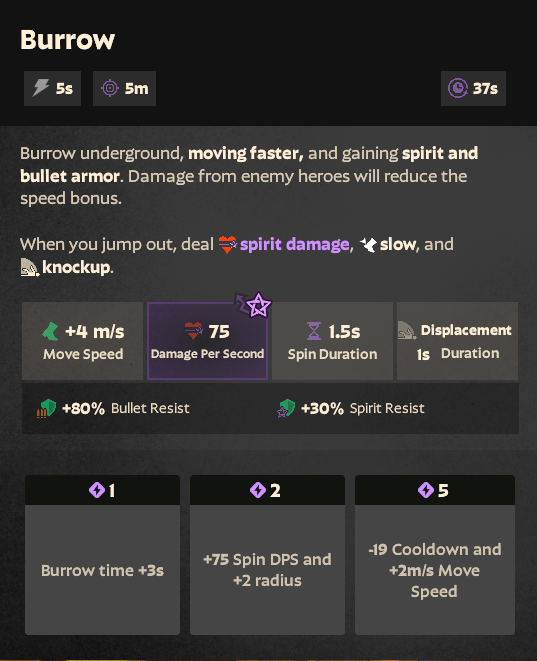 Burrow
5s 5m 37s
Burrow underground, moving faster, and gaining spirit and
bullet armor. Damage from enemy heroes will reduce the
speed bonus.
When you jump out, deal spirit damage, slow, and
knockup.
+4 m/s 75 1.5s Displacement
Move Speed Damage Per Second Spin Duration 1s Duration
+80% Bullet Resist +30% Spirit Resist
1 2 5
Burrow time +3s
+75 Spin DPS and
+2 radius
-19 Cooldown and
+2m/s Move
Speed